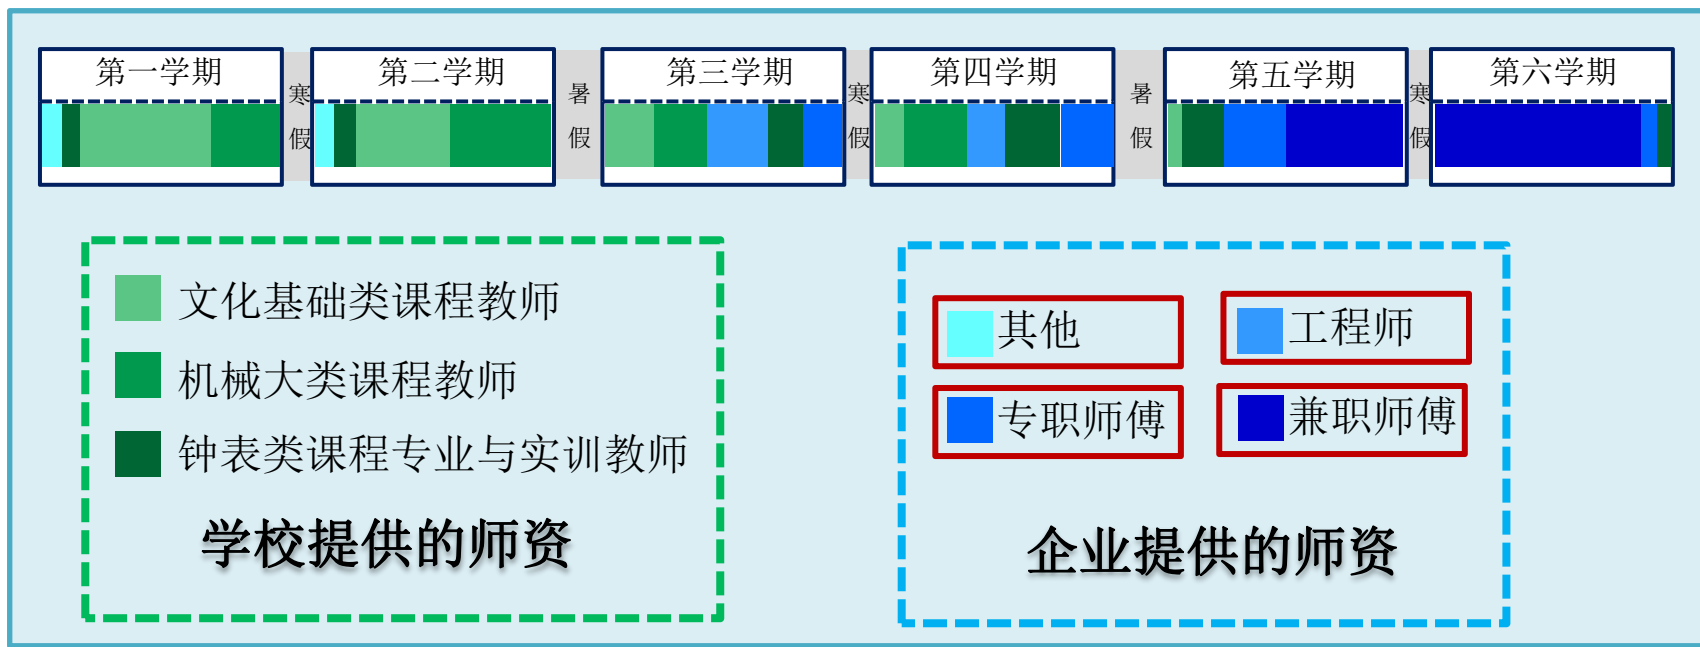 第一学期
寒假
第二学期
暑假
第三学期
寒假
第四学期
暑假
第五学期
寒假
第六学期
文化基础类课程教师
机械大类课程教师
钟表类课程专业与实训教师
学校提供的师资
其他
工程师
专职师傅
兼职师傅
企业提供的师资